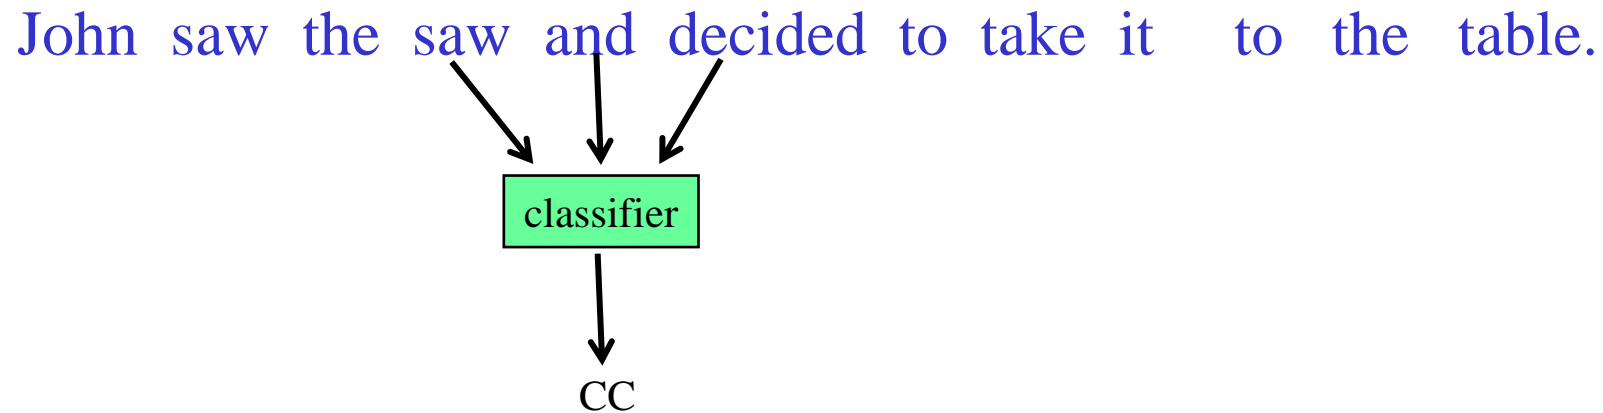 John saw the saw and decided to take it to the table.
classifier
CC